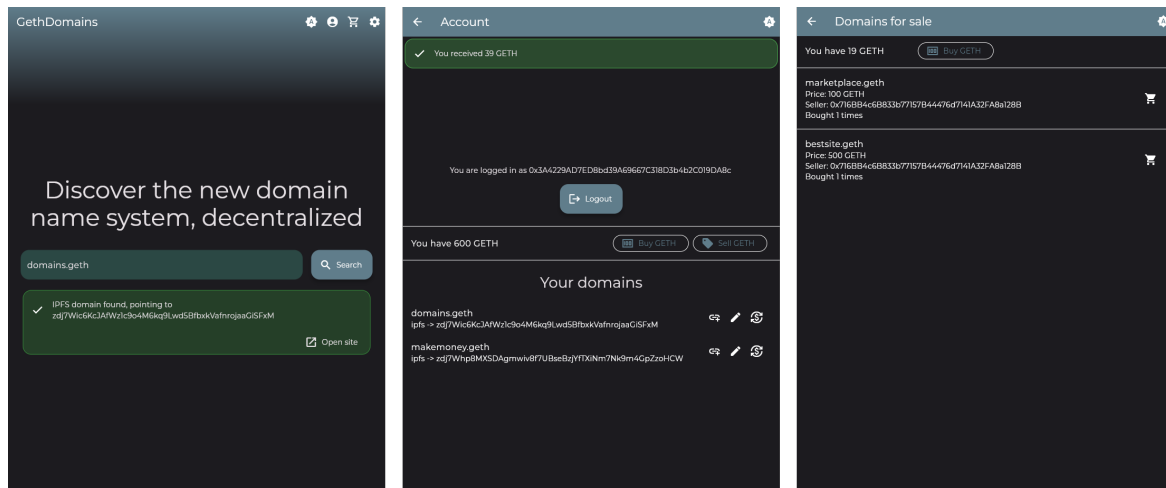 GethDomains
Discover the new domain
name system, decentralized
domains.geth
Search
IPFS domain found, pointing to
zdj7Wic6KcJAfWz1c9o4M6kq9Lwd5BfbxkVafnrojaaGiSFxM
Open site
Account
You received 39 GETH
You are logged in as 0x3A4229AD7ED8bd39A69667C318D3b4b2C019DA8c
Logout
You have 600 GETH
Buy GETH
Sell GETH
Your domains
domains.geth
ipfs -> zdj7Wic6KcJAfWz1c9o4M6kq9Lwd5BfbxkVafnrojaaGiSFxM
makemoney.geth
ipfs -> zdj7Whp8MXSDAgmwiv8f7UBseBzjYfTXiNm7Nk9m4GpZzoHCW
Domains for sale
You have 19 GETH
Buy GETH
marketplace.geth
Price: 100 GETH
Seller: 0x716BB4c6B833b77157B44476d7141A32FA8a128B
Bought 1 times
bestsite.geth
Price: 500 GETH
Seller: 0x716BB4c6B833b77157B44476d7141A32FA8a128B
Bought 1 times